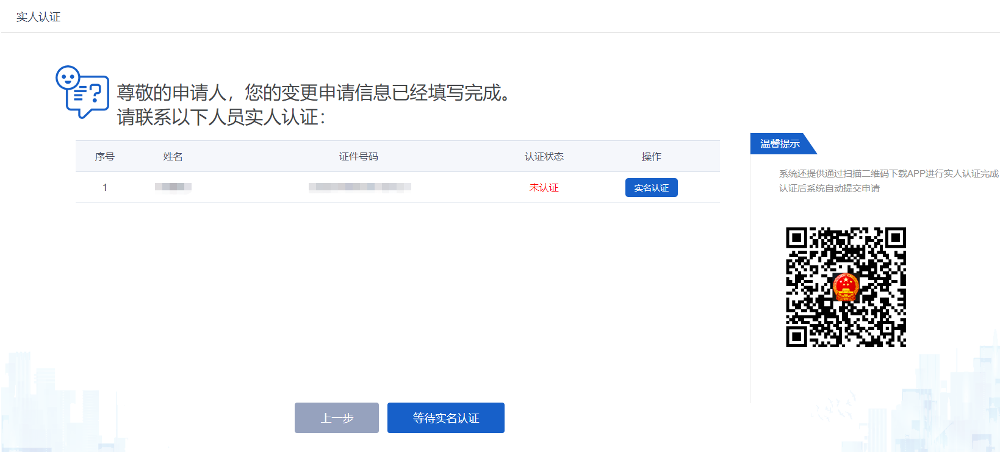 实人认证
尊敬的申请人，您的变更申请信息已经填写完成。
请联系以下人员实人认证：
序号 姓名 证件号码 认证状态 操作
1 未认证 实名认证
温馨提示
系统还提供通过扫描二维码下载APP进行实人认证完成
认证后系统自动提交申请
上一步 等待实名认证